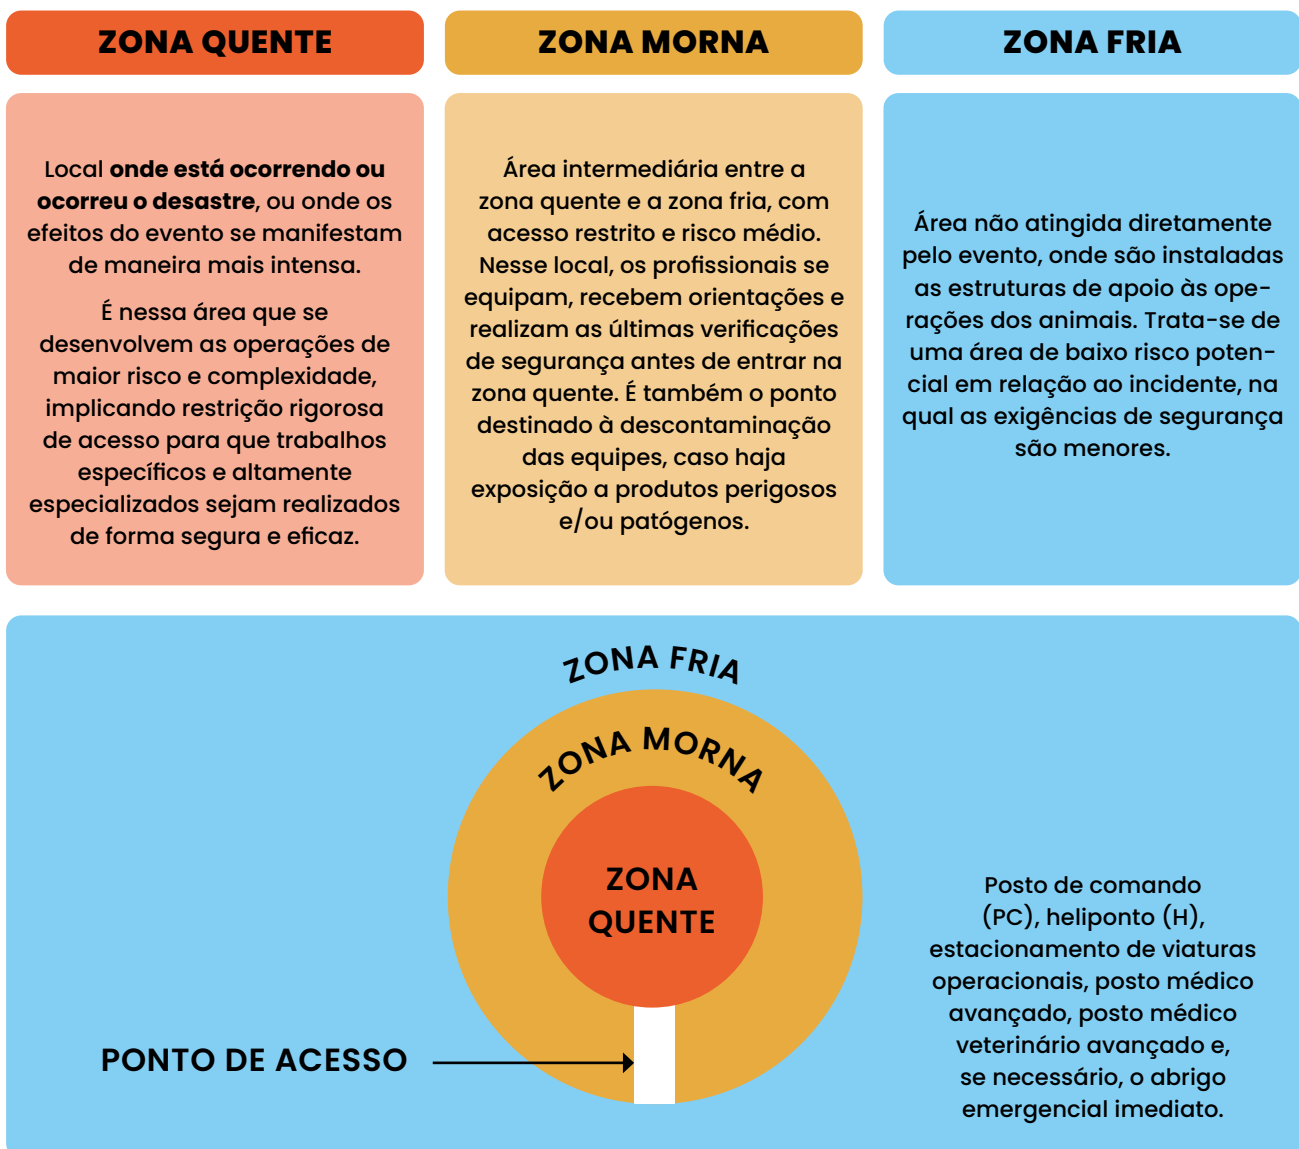 ZONA QUENTE
Local onde está ocorrendo ou
ocorreu o desastre, ou onde os
efeitos do evento se manifestam
de maneira mais intensa.
É nessa área que se
desenvolvem as operações de
maior risco e complexidade,
implicando restrição rigorosa
de acesso para que trabalhos
específicos e altamente
especializados sejam realizados
de forma segura e eficaz.
ZONA MORNA
Área intermediária entre a
zona quente e a zona fria, com
acesso restrito e risco médio.
Nesse local, os profissionais se
equipam, recebem orientações e
realizam as últimas verificações
de segurança antes de entrar na
zona quente. É também o ponto
destinado à descontaminação
das equipes, caso haja
exposição a produtos perigosos
e/ou patógenos.
ZONA FRIA
Área não atingida diretamente
pelo evento, onde são instaladas
as estruturas de apoio às ope-
rações dos animais. Trata-se de
uma área de baixo risco poten-
cial em relação ao incidente, na
qual as exigências de segurança
são menores.
ZONA FRIA
ZONA MORNA
ZONA
QUENTE
PONTO DE ACESSO
Posto de comando
(PC), heliponto (H),
estacionamento de viaturas
operacionais, posto médico
avançado, posto médico
veterinário avançado e,
se necessário, o abrigo
emergencial imediato.